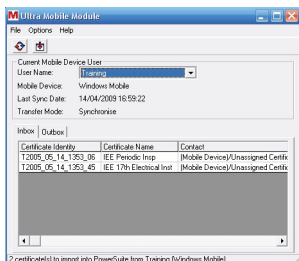 Ultra Mobile Module
File Options Help
Current Mobile Device User
User Name: Training
Mobile Device: Windows Mobile
Last Sync Date: 14/04/2009 16:59:22
Transfer Mode: Synchronise
Inbox Outbox
Certificate Identity Certificate Name Contact
T2005_05_14_1353_06 IEE Periodic Insp (Mobile Device)/Unassigned Certific
T2005_05_14_1353_45 IEE 17th Electrical Inst (Mobile Device)/Unassigned Certific
2 certificate(s) to import into PowerSuite from Training (Windows Mobile)